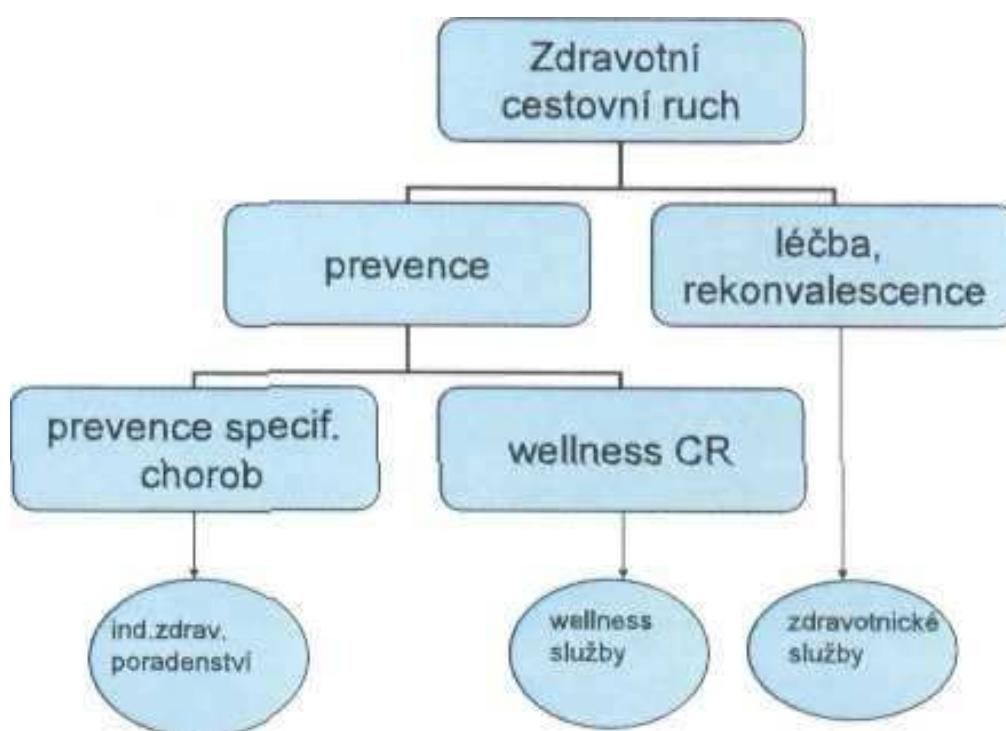 Zdravotní
cestovní ruch
prevence
léčba,
rekonvalescence
prevence specif.
chorob
wellness CR
ind.zdrav.
poradenství
wellness
služby
zdravotnické
služby